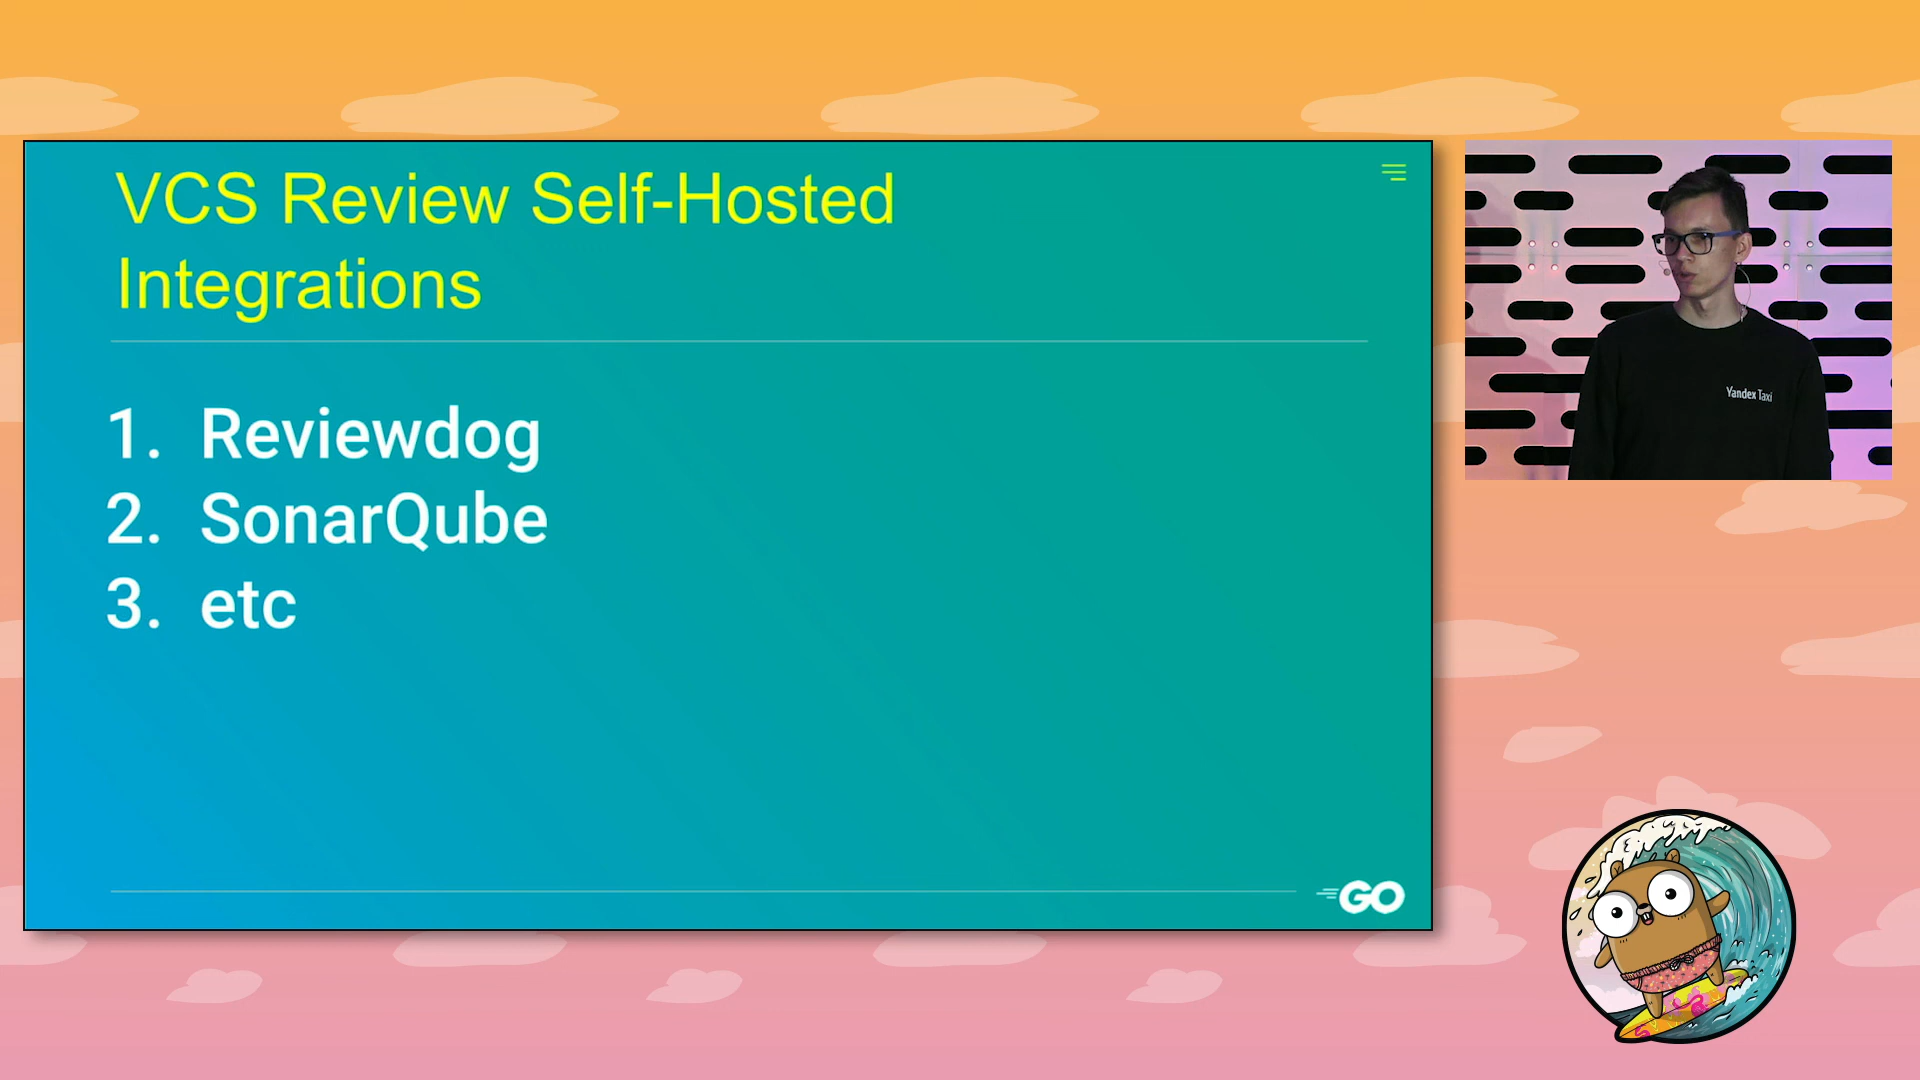 VCS Review Self-Hosted
Integrations
1. Reviewdog
2. SonarQube
3. etc
GO
Yandex Taxi